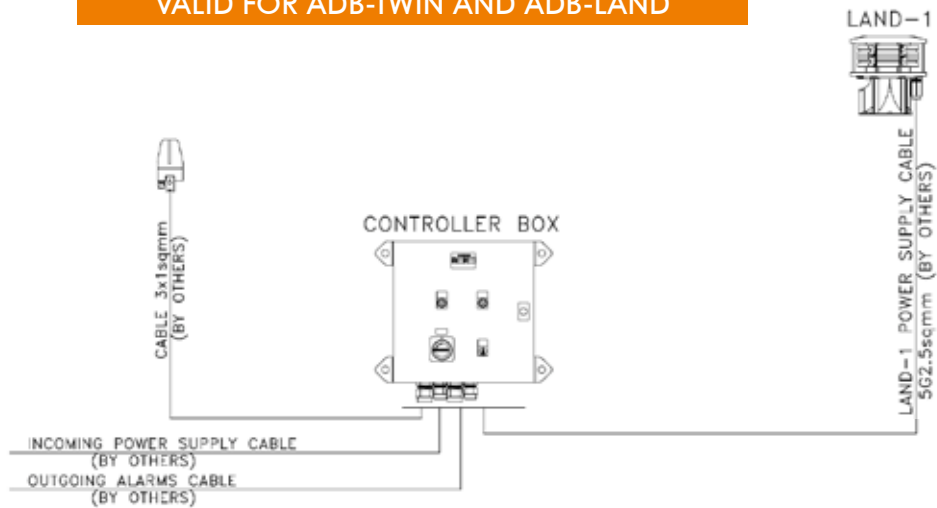 VALID FOR ADB-TWIN AND ADB-LAND
LAND-1
CONTROLLER BOX
CABLE 3x1sqmm
(BY OTHERS)
LAND-1 POWER SUPPLY CABLE
5G2.5sqmm (BY OTHERS)
INCOMING POWER SUPPLY CABLE
(BY OTHERS)
OUTGOING ALARMS CABLE
(BY OTHERS)